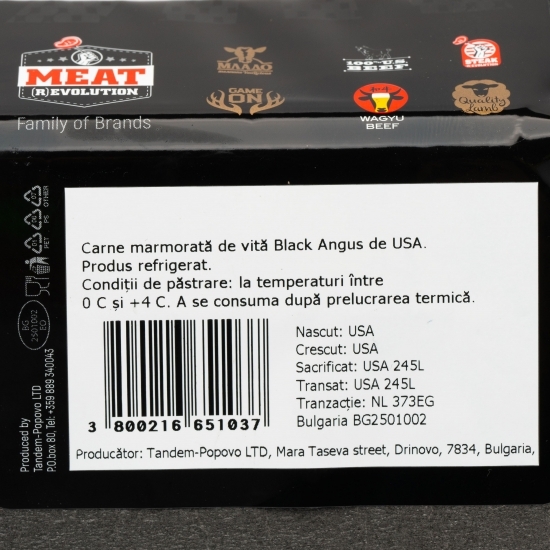 MEAT
(R)EVOLUTION
Family of Brands
МАЛЛО
GAME
ON
100% US
BEEF
WAGYU
BEEF
STEAK
Quality
Lamb
PET PS OTHER
BG
2501002
EO
Produced by
Tandem-Popovo LTD
P.O.box 80, Tel: +359 889 340043
Carne marmorată de vită Black Angus de USA.
Produs refrigerat.
Condiții de păstrare: la temperaturi între
0 C și +4 C. A se consuma după prelucrarea termică.
3 800216 651037
Nascut: USA
Crescut: USA
Sacrificat: USA 245L
Transat: USA 245L
Tranzacție: NL 373EG
Bulgaria BG2501002
Producător: Tandem-Popovo LTD, Mara Taseva street, Drinovo, 7834, Bulgaria,